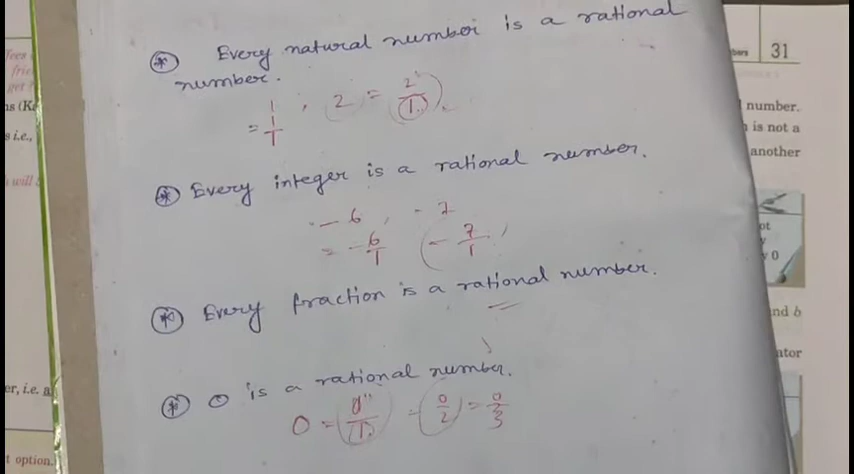 * Every natural number is a rational
number.
1
= 1/1, 2 = 2/1
* Every integer is a rational number.
- 6, - 7
= - 6/1 ( - 7/1,
* Every fraction is a rational number.
* 0 is a rational number.
0 = 0/1 = 0/2 = 0/3
31
number.
is not a
another
nd b
ator
s i.e.,
will
er, i.e. a
t option.